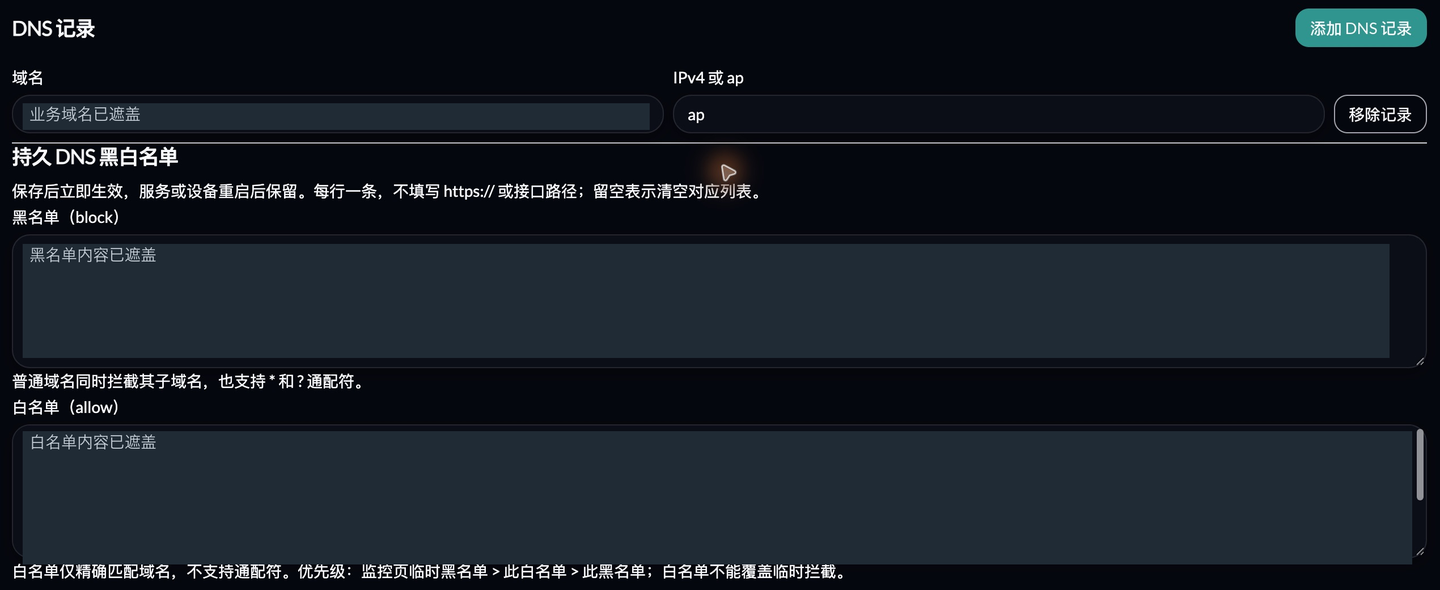 DNS 记录
添加 DNS 记录
域名
IPv4 或 ap
业务域名已遮盖
ap
移除记录
持久 DNS 黑白名单
保存后立即生效，服务或设备重启后保留。每行一条，不填写 https:// 或接口路径；留空表示清空对应列表。
黑名单（block）
黑名单内容已遮盖
普通域名同时拦截其子域名，也支持 * 和 ? 通配符。
白名单（allow）
白名单内容已遮盖
白名单仅精确匹配域名，不支持通配符。优先级：监控页临时黑名单 > 此白名单 > 此黑名单；白名单不能覆盖临时拦截。